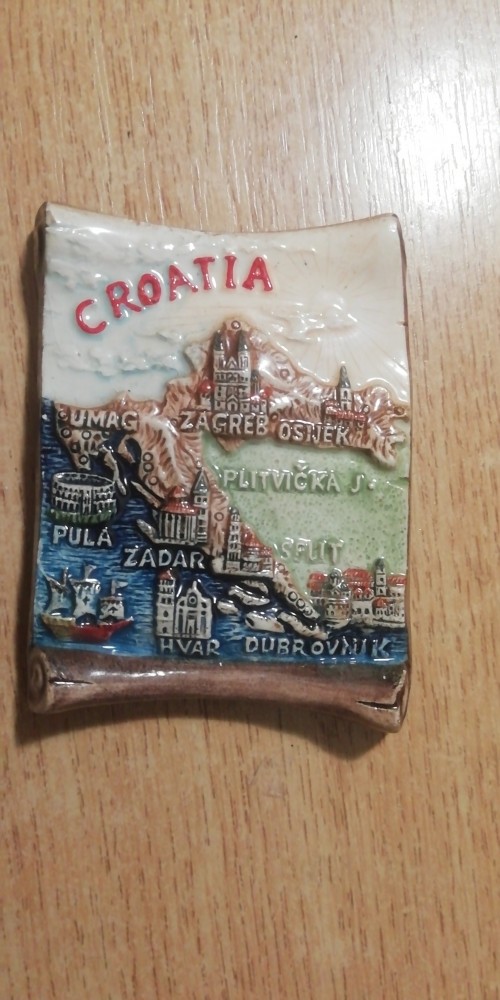 CROATIA
UMAG ZAGREB OSIJEK
PLITVIČKA J.
PULA
ZADAR SPLIT
HVAR DUBROVNIK